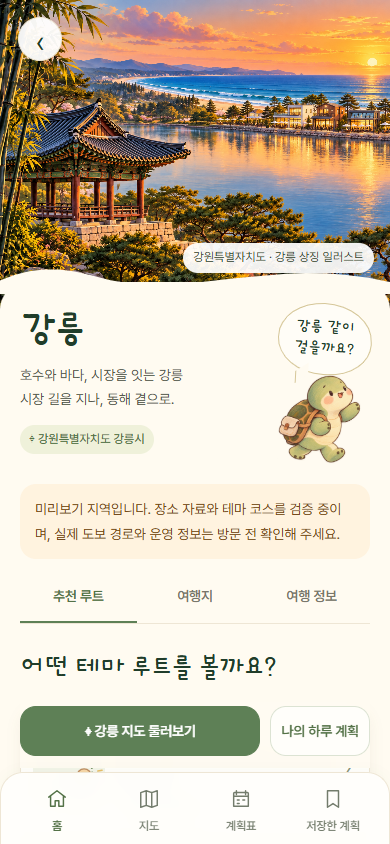 강원특별자치도 · 강릉 상징 일러스트
강릉
강릉 같이
걸을까요?
호수와 바다, 시장을 잇는 강릉
시장 길을 지나, 동해 곁으로.
강원특별자치도 강릉시
미리보기 지역입니다. 장소 자료와 테마 코스를 검증 중이
며, 실제 도보 경로와 운영 정보는 방문 전 확인해 주세요.
추천 루트
여행지
여행 정보
어떤 테마 루트를 볼까요?
강릉 지도 둘러보기
나의 하루 계획
홈
지도
계획표
저장한 계획